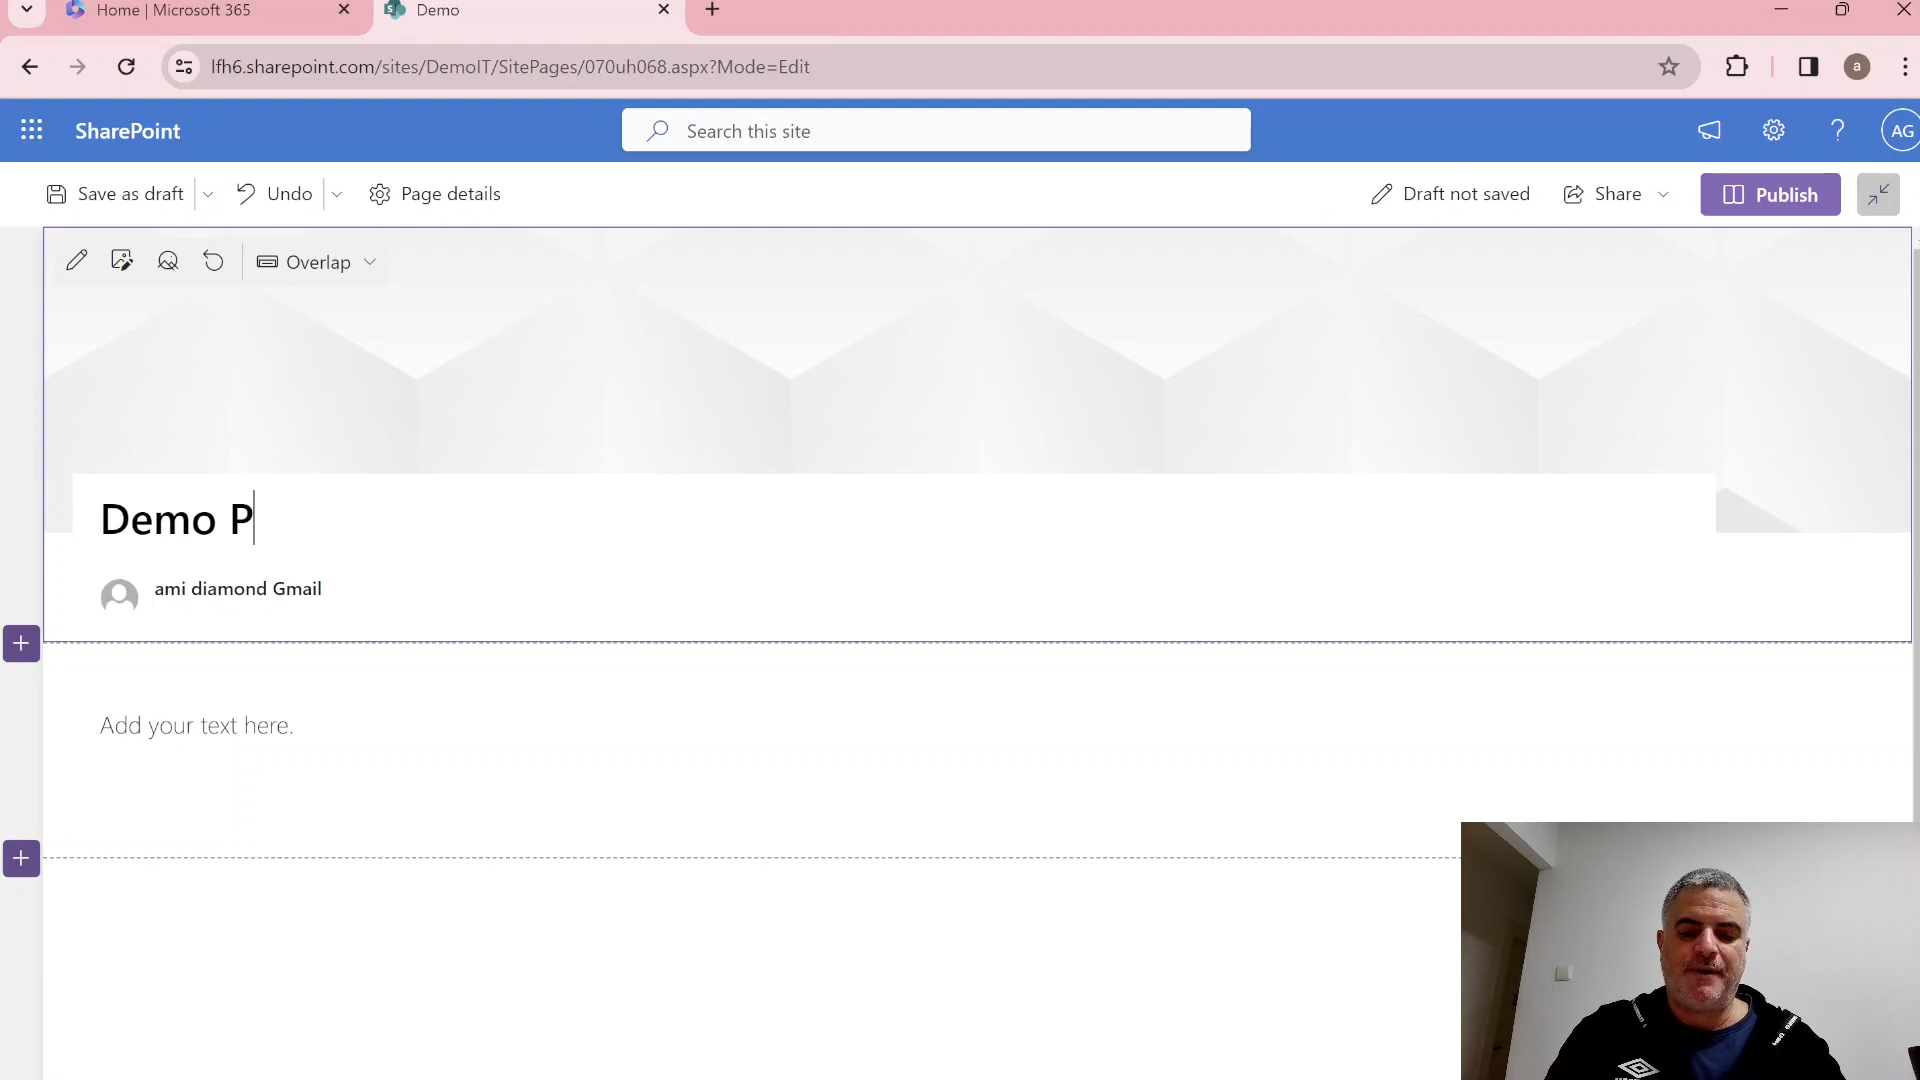 Home | Microsoft 365
Demo
lfh6.sharepoint.com/sites/DemoIT/SitePages/070uh068.aspx?Mode=Edit
a
SharePoint
Search this site
AG
Save as draft
Undo
Page details
Draft not saved
Share
Publish
Overlap
Demo P
ami diamond Gmail
Add your text here.